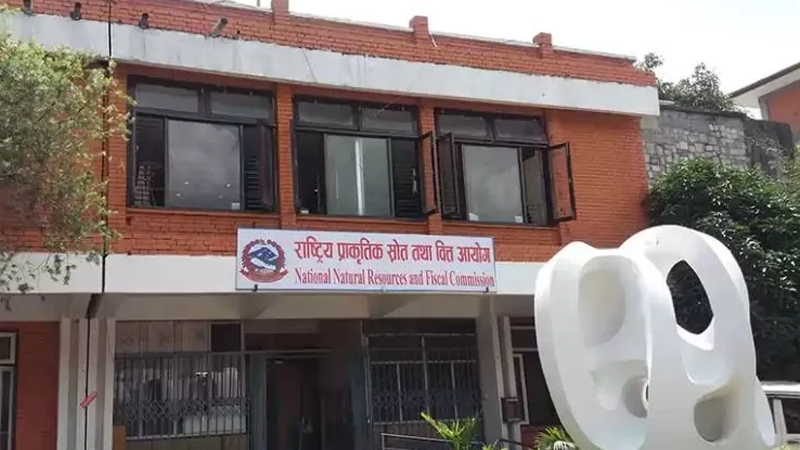 राष्ट्रिय प्राकृतिक स्रोत तथा वित्त आयोग
National Natural Resources and Fiscal Commission